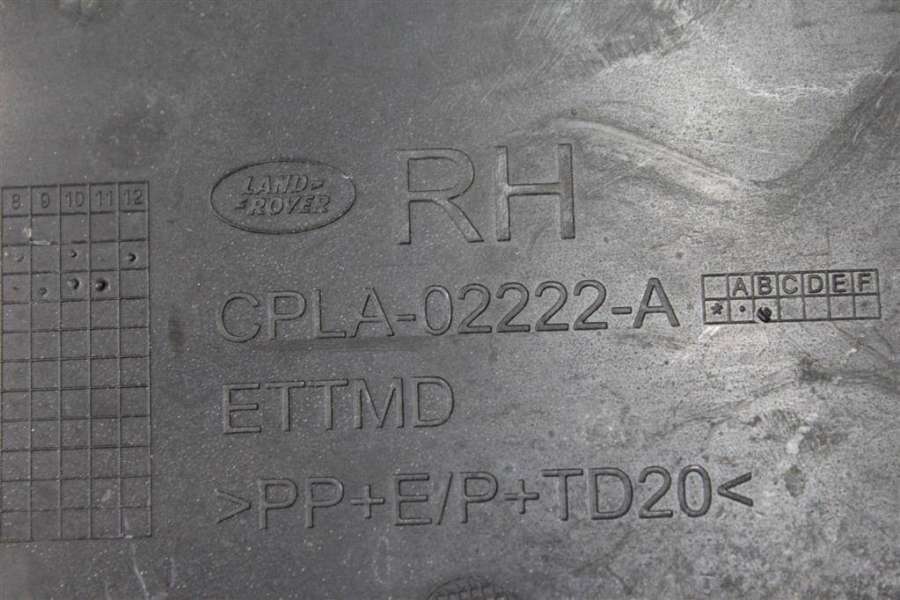 LAND-
-ROVER
RH
8 9 10 11 12
CPLA-02222-A
A B C D E F
ETTMD
>PP+E/P+TD20<